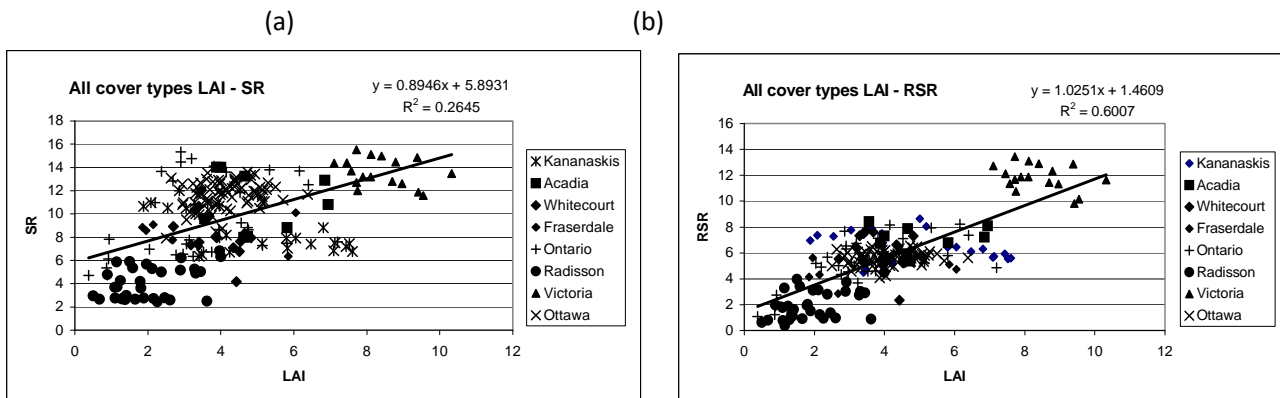 (a)
(b)
All cover types LAI - SR
y = 0.8946x + 5.8931
R² = 0.2645
18
16
14
12
10
8
6
4
2
0
SR
0 2 4 6 8 10 12
LAI
Kananaskis
Acadia
Whitecourt
Fraserdale
Ontario
Radisson
Victoria
Ottawa
All cover types LAI - RSR
y = 1.0251x + 1.4609
R² = 0.6007
16
14
12
10
8
6
4
2
0
RSR
0 2 4 6 8 10 12
LAI
Kananaskis
Acadia
Whitecourt
Fraserdale
Ontario
Radisson
Victoria
Ottawa